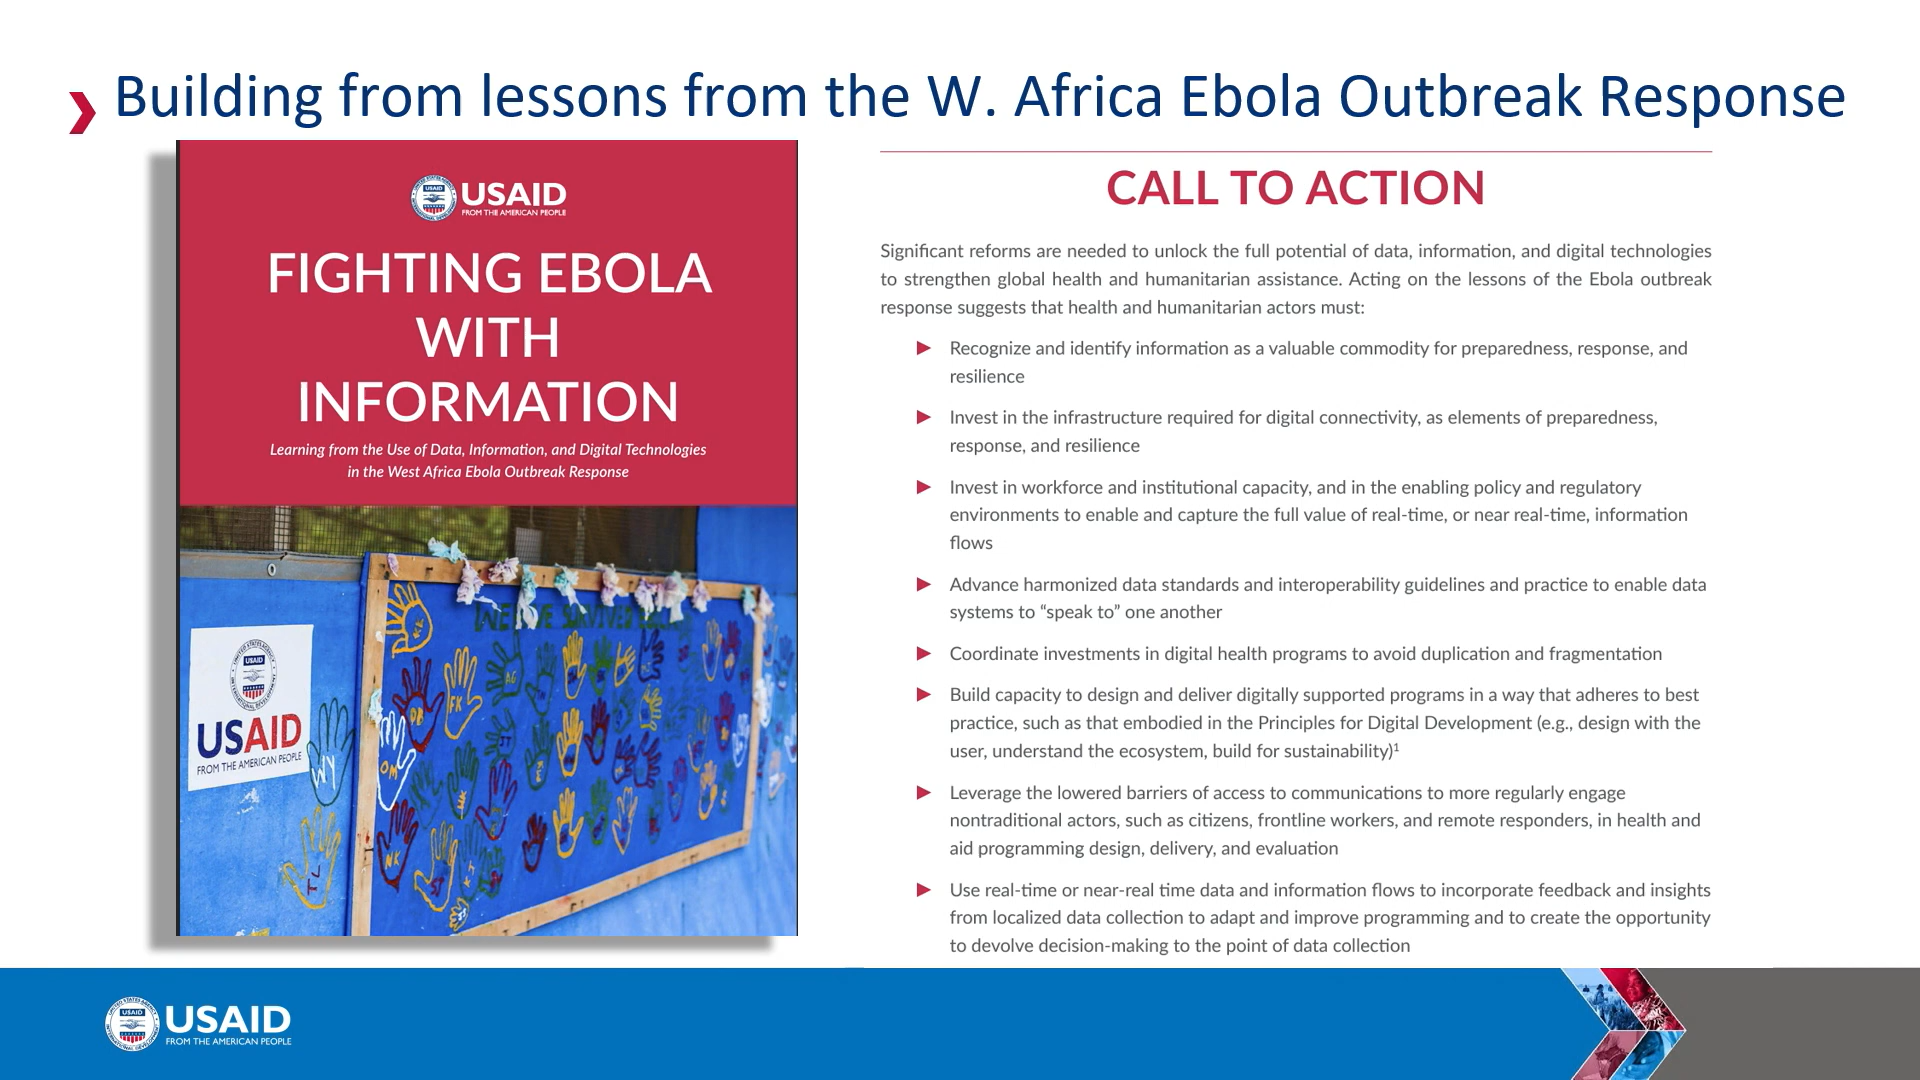 Building from lessons from the W. Africa Ebola Outbreak Response
USAID
FROM THE AMERICAN PEOPLE
FIGHTING EBOLA
WITH
INFORMATION
Learning from the Use of Data, Information, and Digital Technologies
in the West Africa Ebola Outbreak Response
WE'VE SURVIVED
USAID
USAID
FROM THE AMERICAN PEOPLE
AG
FK
DB
OM
WY
KW
NK
ST
KJ
TL
CALL TO ACTION
Significant reforms are needed to unlock the full potential of data, information, and digital technologies
to strengthen global health and humanitarian assistance. Acting on the lessons of the Ebola outbreak
response suggests that health and humanitarian actors must:
Recognize and identify information as a valuable commodity for preparedness, response, and
resilience
Invest in the infrastructure required for digital connectivity, as elements of preparedness,
response, and resilience
Invest in workforce and institutional capacity, and in the enabling policy and regulatory
environments to enable and capture the full value of real-time, or near real-time, information
flows
Advance harmonized data standards and interoperability guidelines and practice to enable data
systems to “speak to” one another
Coordinate investments in digital health programs to avoid duplication and fragmentation
Build capacity to design and deliver digitally supported programs in a way that adheres to best
practice, such as that embodied in the Principles for Digital Development (e.g., design with the
user, understand the ecosystem, build for sustainability)¹
Leverage the lowered barriers of access to communications to more regularly engage
nontraditional actors, such as citizens, frontline workers, and remote responders, in health and
aid programming design, delivery, and evaluation
Use real-time or near-real time data and information flows to incorporate feedback and insights
from localized data collection to adapt and improve programming and to create the opportunity
to devolve decision-making to the point of data collection
USAID
FROM THE AMERICAN PEOPLE